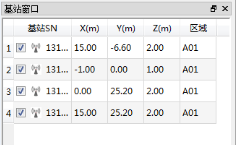 基站窗口
基站SN X(m) Y(m) Z(m) 区域
1 131... 15.00 -6.60 2.00 A01
2 131... -1.00 0.00 1.00 A01
3 131... 0.00 25.20 2.00 A01
4 131... 15.00 25.20 2.00 A01